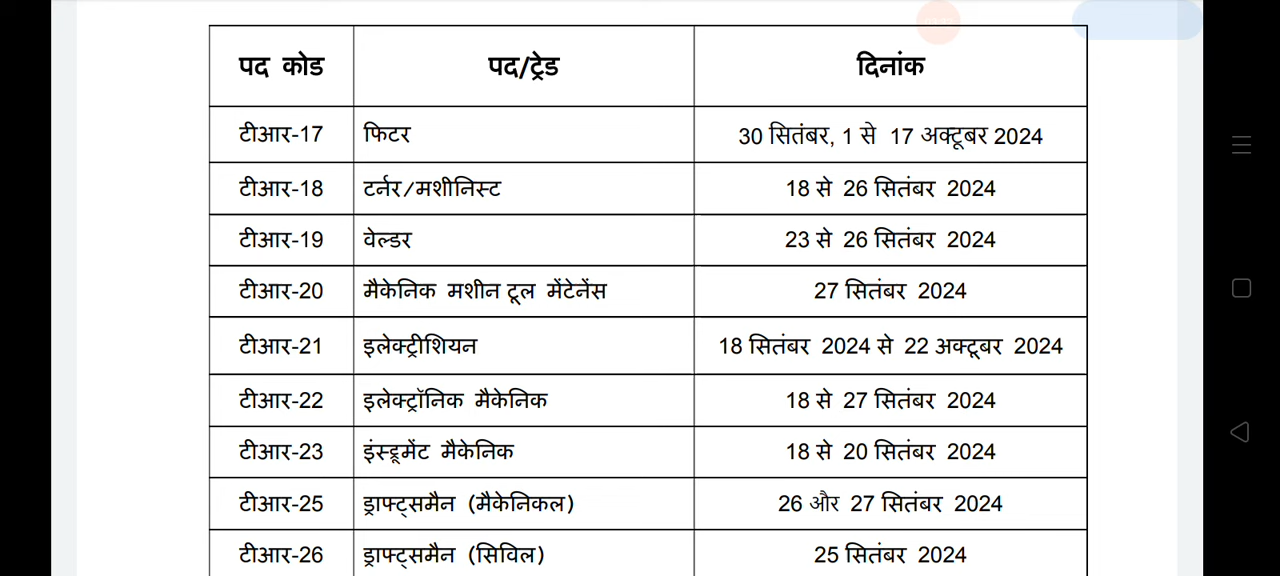 पद कोड पद/ट्रेड दिनांक
टीआर-17 फिटर 30 सितंबर, 1 से 17 अक्टूबर 2024
टीआर-18 टर्नर/मशीनिस्ट 18 से 26 सितंबर 2024
टीआर-19 वेल्डर 23 से 26 सितंबर 2024
टीआर-20 मैकेनिक मशीन टूल मेंटेनेंस 27 सितंबर 2024
टीआर-21 इलेक्ट्रीशियन 18 सितंबर 2024 से 22 अक्टूबर 2024
टीआर-22 इलेक्ट्रॉनिक मैकेनिक 18 से 27 सितंबर 2024
टीआर-23 इंस्ड्रूमेंट मैकेनिक 18 से 20 सितंबर 2024
टीआर-25 ड्राफ्ट्समैन (मैकेनिकल) 26 और 27 सितंबर 2024
टीआर-26 ड्राफ्ट्समैन (सिविल) 25 सितंबर 2024